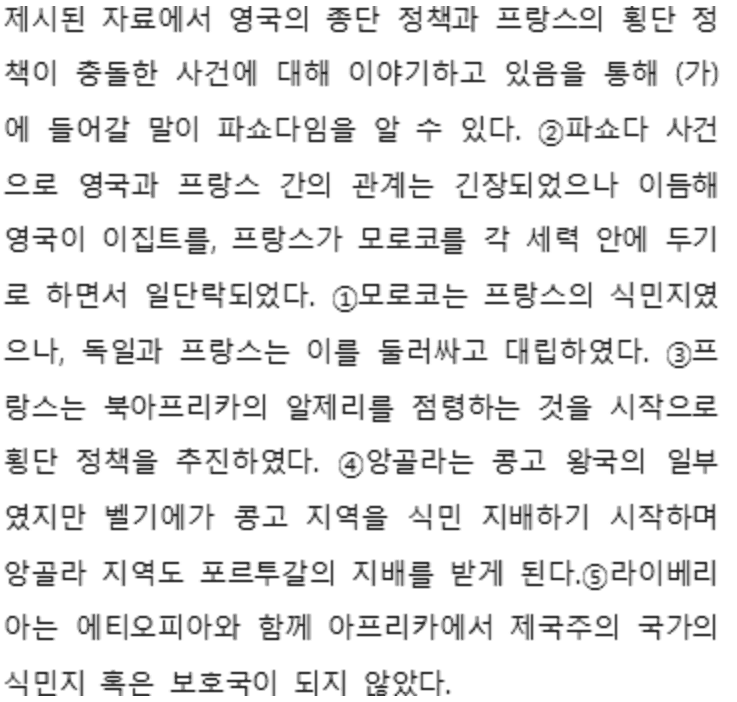 제시된 자료에서 영국의 종단 정책과 프랑스의 횡단 정
책이 충돌한 사건에 대해 이야기하고 있음을 통해 (가)
에 들어갈 말이 파쇼다임을 알 수 있다. ②파쇼다 사건
으로 영국과 프랑스 간의 관계는 긴장되었으나 이듬해
영국이 이집트를, 프랑스가 모로코를 각 세력 안에 두기
로 하면서 일단락되었다. ①모로코는 프랑스의 식민지였
으나, 독일과 프랑스는 이를 둘러싸고 대립하였다. ③프
랑스는 북아프리카의 알제리를 점령하는 것을 시작으로
횡단 정책을 추진하였다. ④앙골라는 콩고 왕국의 일부
였지만 벨기에가 콩고 지역을 식민 지배하기 시작하며
앙골라 지역도 포르투갈의 지배를 받게 된다.⑤라이베리
아는 에티오피아와 함께 아프리카에서 제국주의 국가의
식민지 혹은 보호국이 되지 않았다.